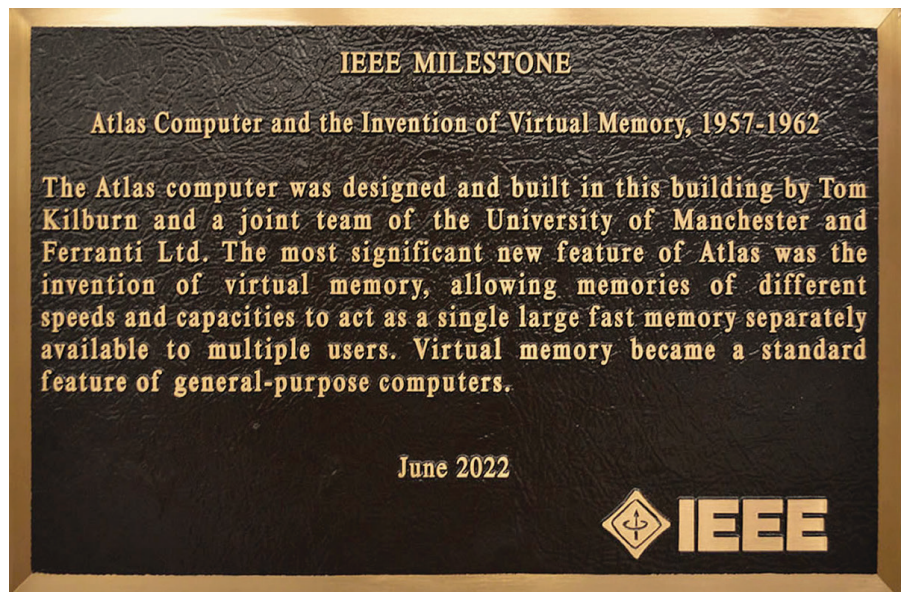 IEEE MILESTONE
Atlas Computer and the Invention of Virtual Memory, 1957-1962
The Atlas computer was designed and built in this building by Tom
Kilburn and a joint team of the University of Manchester and
Ferranti Ltd. The most significant new feature of Atlas was the
invention of virtual memory, allowing memories of different
speeds and capacities to act as a single large fast memory separately
available to multiple users. Virtual memory became a standard
feature of general-purpose computers.
June 2022
IEEE